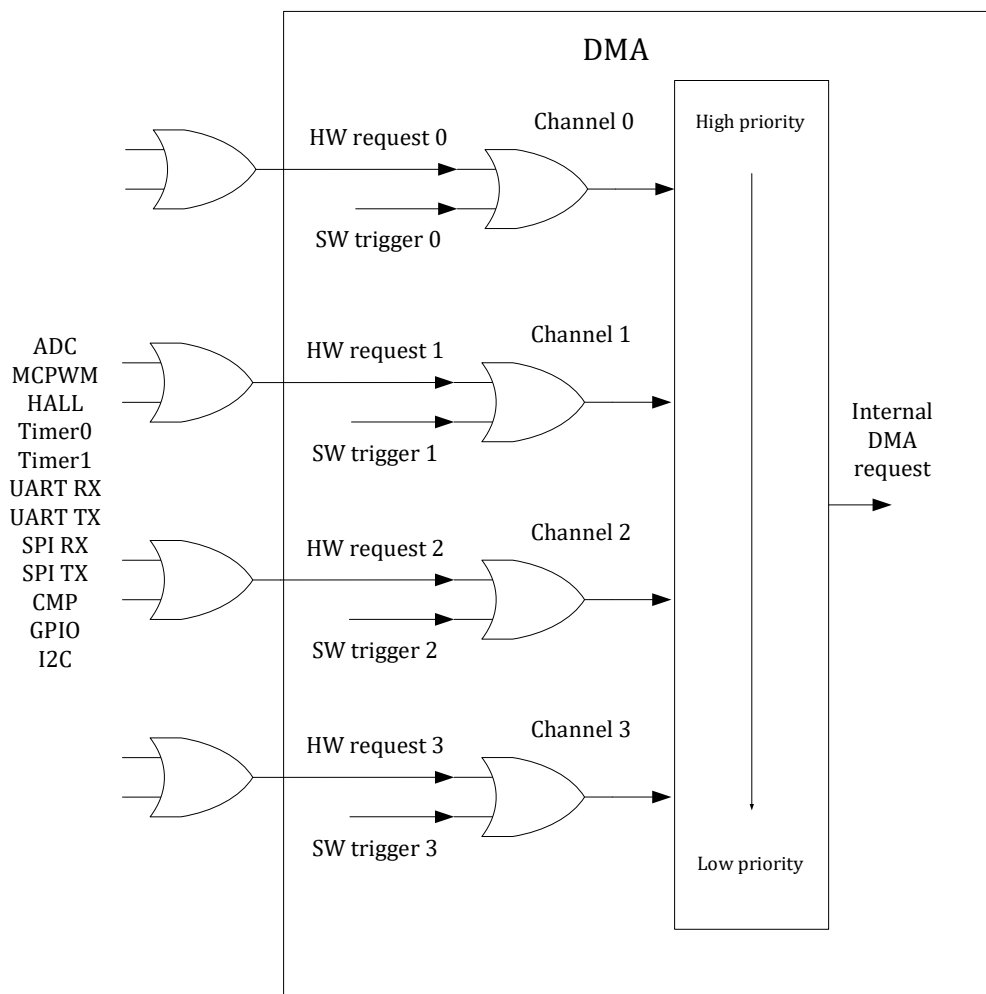 DMA
HW request 0
Channel 0
High priority
SW trigger 0
ADC
MCPWM
HALL
Timer0
Timer1
UART RX
UART TX
SPI RX
SPI TX
CMP
GPIO
I2C
HW request 1
Channel 1
SW trigger 1
Internal
DMA
request
HW request 2
Channel 2
SW trigger 2
HW request 3
Channel 3
SW trigger 3
Low priority